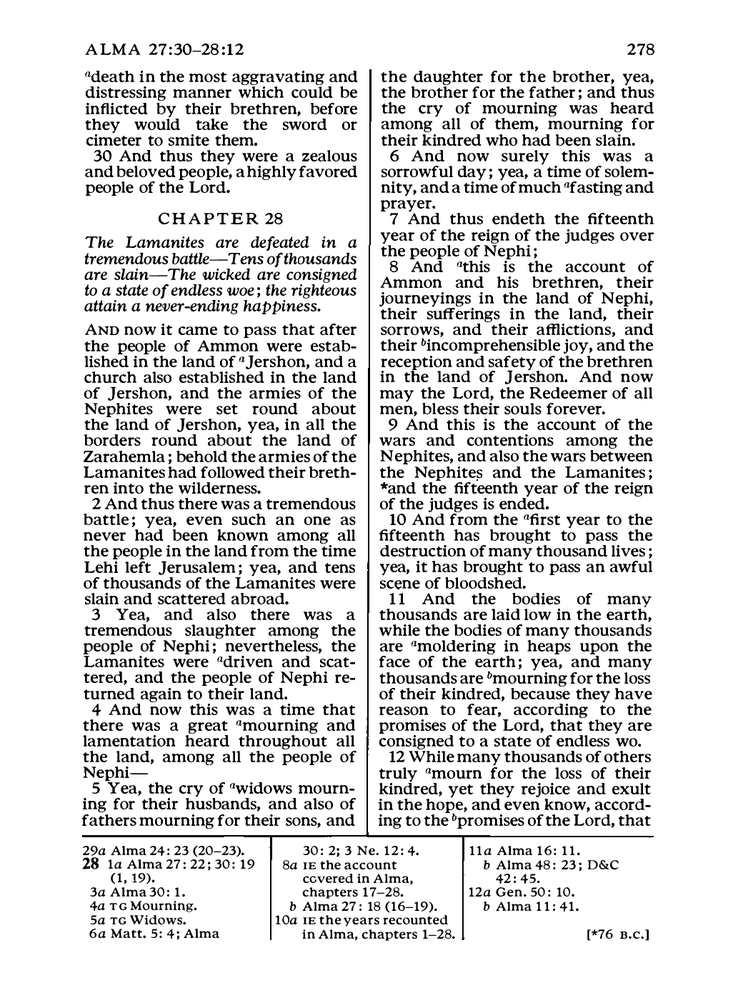 ALMA 27:30–28:12
278
ᵃdeath in the most aggravating and
distressing manner which could be
inflicted by their brethren, before
they would take the sword or
cimeter to smite them.
30 And thus they were a zealous
and beloved people, a highly favored
people of the Lord.
CHAPTER 28
The Lamanites are defeated in a
tremendous battle—Tens of thousands
are slain—The wicked are consigned
to a state of endless woe; the righteous
attain a never-ending happiness.
AND now it came to pass that after
the people of Ammon were estab-
lished in the land of ᵃJershon, and a
church also established in the land
of Jershon, and the armies of the
Nephites were set round about
the land of Jershon, yea, in all the
borders round about the land of
Zarahemla; behold the armies of the
Lamanites had followed their breth-
ren into the wilderness.
2 And thus there was a tremendous
battle; yea, even such an one as
never had been known among all
the people in the land from the time
Lehi left Jerusalem; yea, and tens
of thousands of the Lamanites were
slain and scattered abroad.
3 Yea, and also there was a
tremendous slaughter among the
people of Nephi; nevertheless, the
Lamanites were ᵃdriven and scat-
tered, and the people of Nephi re-
turned again to their land.
4 And now this was a time that
there was a great ᵃmourning and
lamentation heard throughout all
the land, among all the people of
Nephi—
5 Yea, the cry of ᵃwidows mourn-
ing for their husbands, and also of
fathers mourning for their sons, and
the daughter for the brother, yea,
the brother for the father; and thus
the cry of mourning was heard
among all of them, mourning for
their kindred who had been slain.
6 And now surely this was a
sorrowful day; yea, a time of solem-
nity, and a time of much ᵃfasting and
prayer.
7 And thus endeth the fifteenth
year of the reign of the judges over
the people of Nephi;
8 And ᵃthis is the account of
Ammon and his brethren, their
journeyings in the land of Nephi,
their sufferings in the land, their
sorrows, and their afflictions, and
their ᵇincomprehensible joy, and the
reception and safety of the brethren
in the land of Jershon. And now
may the Lord, the Redeemer of all
men, bless their souls forever.
9 And this is the account of the
wars and contentions among the
Nephites, and also the wars between
the Nephites and the Lamanites;
*and the fifteenth year of the reign
of the judges is ended.
10 And from the ᵃfirst year to the
fifteenth has brought to pass the
destruction of many thousand lives;
yea, it has brought to pass an awful
scene of bloodshed.
11 And the bodies of many
thousands are laid low in the earth,
while the bodies of many thousands
are ᵃmoldering in heaps upon the
face of the earth; yea, and many
thousands are ᵇmourning for the loss
of their kindred, because they have
reason to fear, according to the
promises of the Lord, that they are
consigned to a state of endless wo.
12 While many thousands of others
truly ᵃmourn for the loss of their
kindred, yet they rejoice and exult
in the hope, and even know, accord-
ing to the ᵇpromises of the Lord, that
29a Alma 24: 23 (20–23).
28 1a Alma 27: 22; 30: 19
(1, 19).
3a Alma 30: 1.
4a TG Mourning.
5a TG Widows.
6a Matt. 5: 4; Alma
30: 2; 3 Ne. 12: 4.
8a IE the account
covered in Alma,
chapters 17–28.
b Alma 27: 18 (16–19).
10a IE the years recounted
in Alma, chapters 1–28.
11a Alma 16: 11.
b Alma 48: 23; D&C
42: 45.
12a Gen. 50: 10.
b Alma 11: 41.
[*76 B.C.]